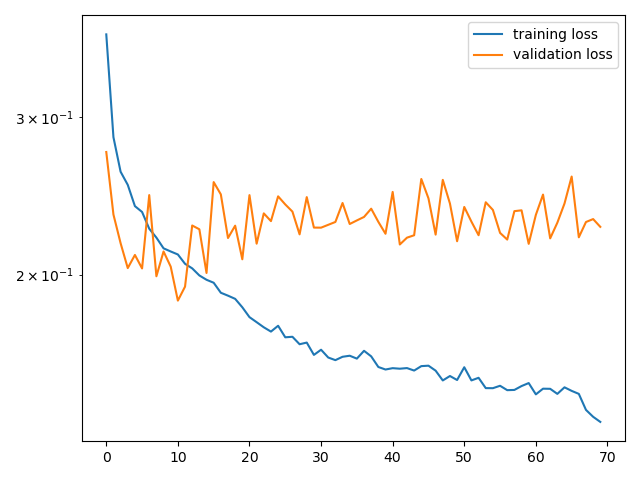 training loss
validation loss
3 × 10⁻¹
2 × 10⁻¹
0 10 20 30 40 50 60 70